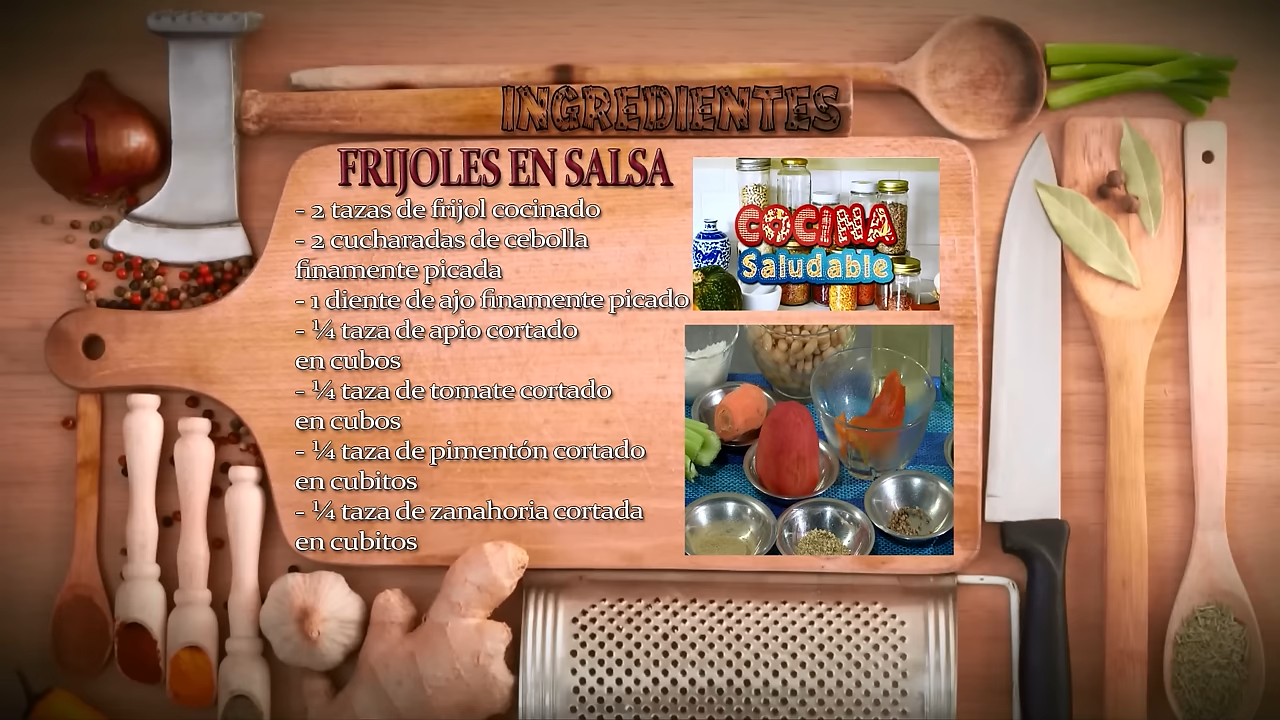 INGREDIENTES
FRIJOLES EN SALSA
- 2 tazas de frijol cocinado
- 2 cucharadas de cebolla
finamente picada
- 1 diente de ajo finamente picado
- ¼ taza de apio cortado
en cubos
- ¼ taza de tomate cortado
en cubos
- ¼ taza de pimentón cortado
en cubitos
- ¼ taza de zanahoria cortada
en cubitos
COCINA
Saludable